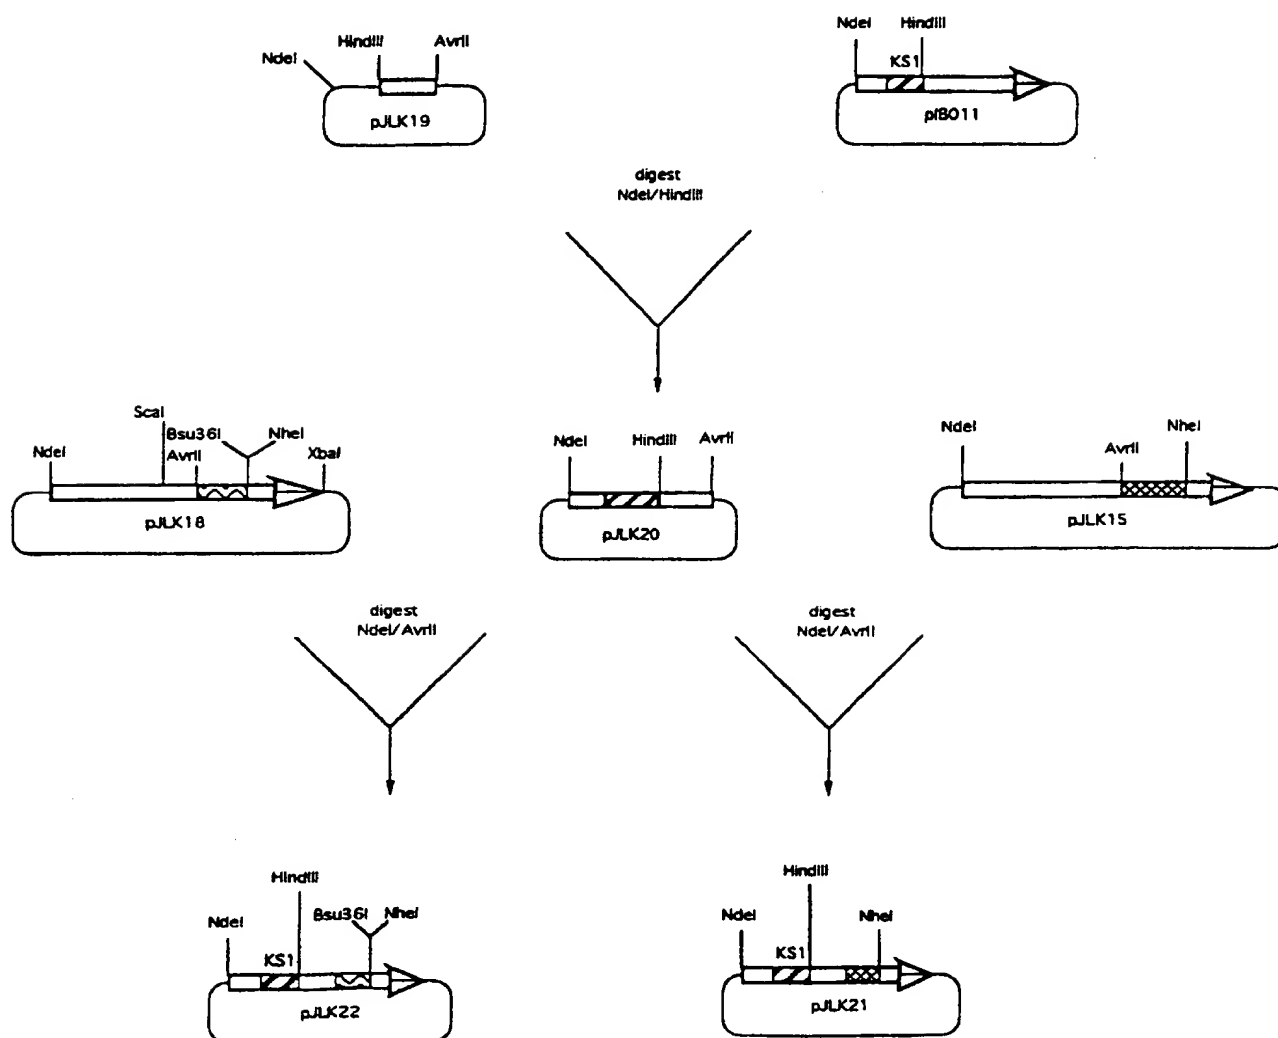 NdeI
HindIII
AvrII
pJLK19
NdeI
HindIII
KS1
pIB011
digest
NdeI/HindIII
ScaI
NdeI
Bsu36I
AvrII
NheI
XbaI
pJLK18
NdeI
HindIII
AvrII
pJLK20
NdeI
AvrII
NheI
pJLK15
digest
NdeI/AvrII
digest
NdeI/AvrII
HindIII
NdeI
KS1
Bsu36I
NheI
pJLK22
HindIII
NdeI
KS1
NheI
pJLK21